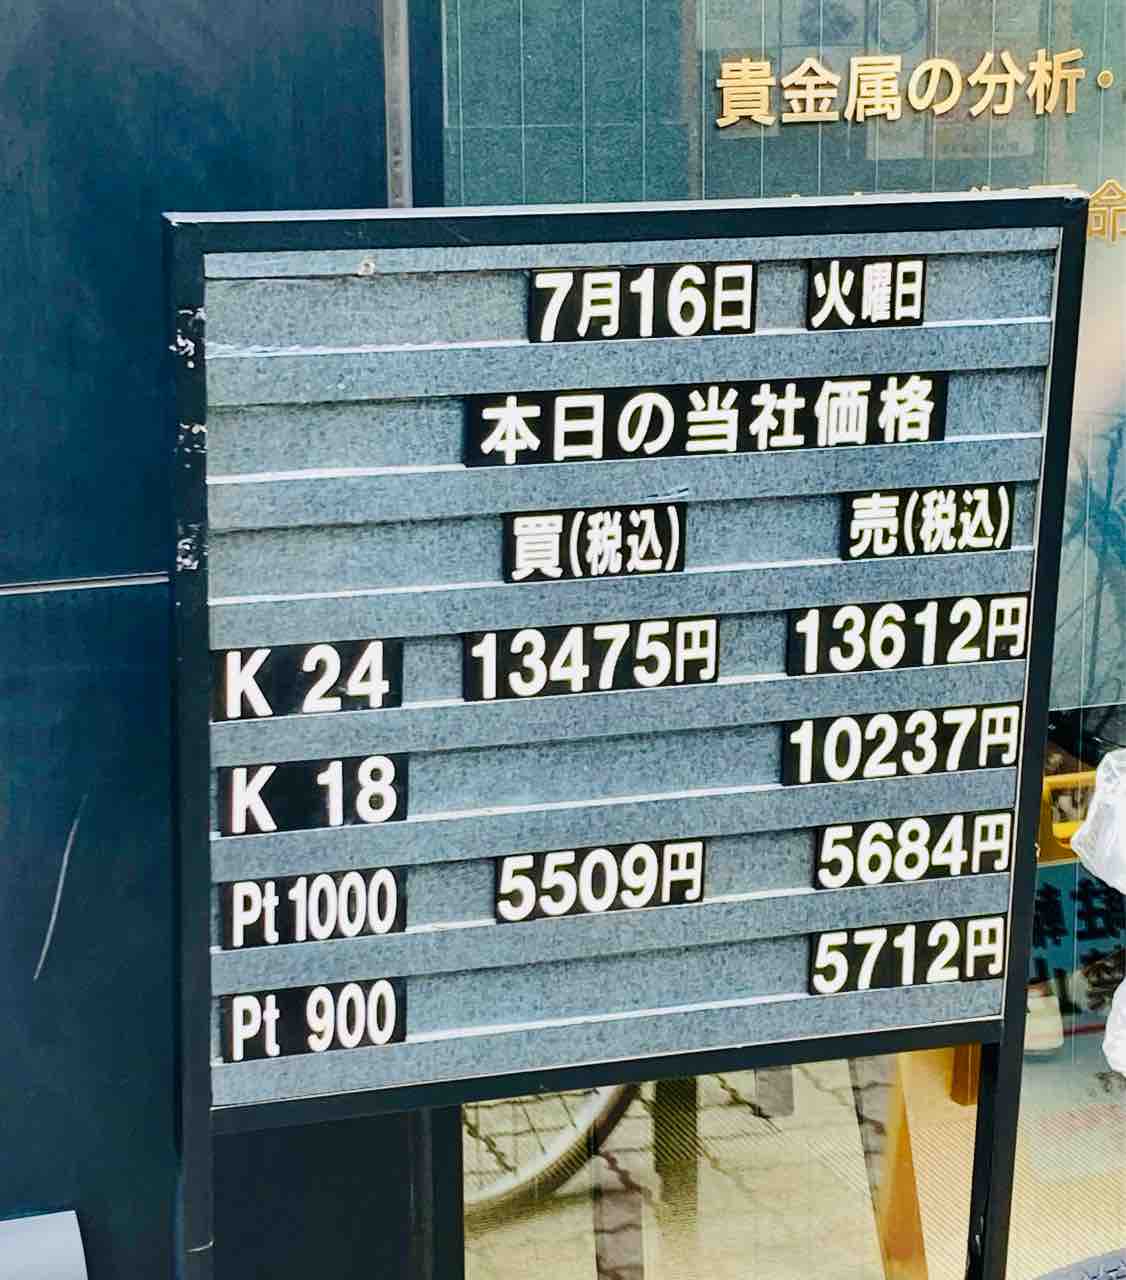 貴金属の分析・
7月16日 火曜日
本日の当社価格
買(税込) 売(税込)
K 24 13475円 13612円
K 18 10237円
Pt 1000 5509円 5684円
Pt 900 5712円